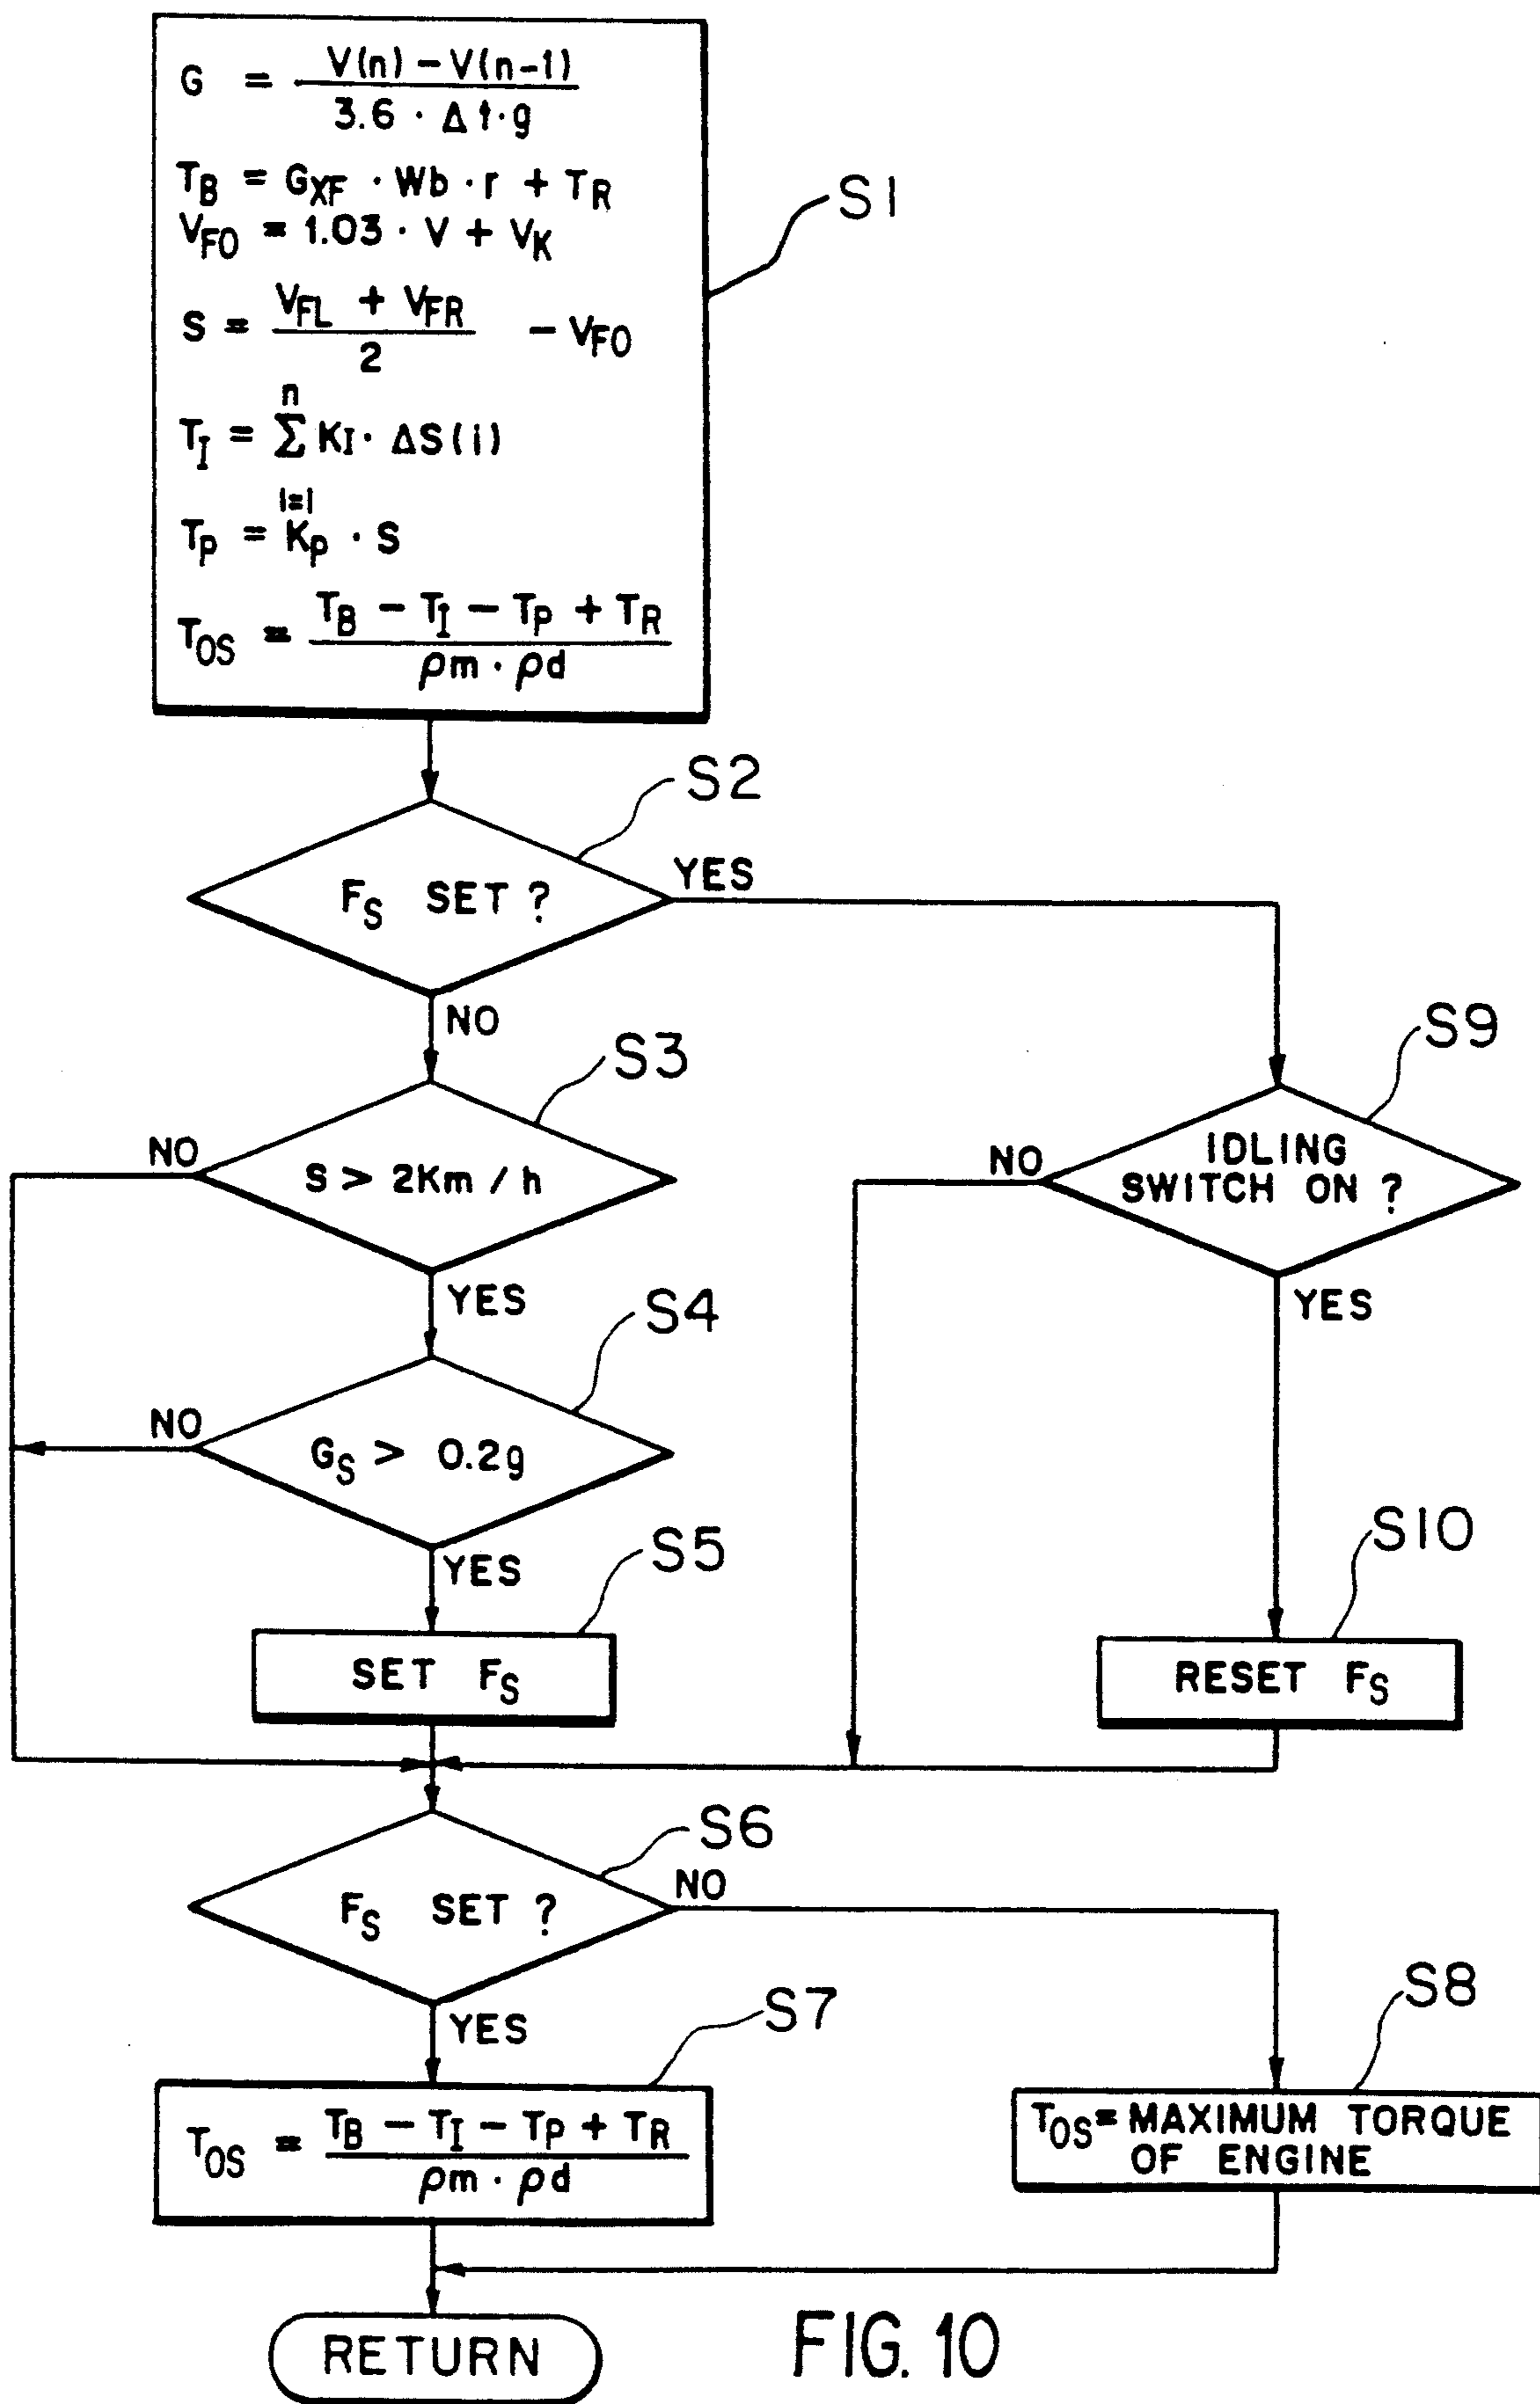 G = V(n) – V(n-1) / 3.6 · Δt·g
T_B = G_XF · Wb · r + T_R
V_FO = 1.03 · V + V_K
S = V_FL + V_FR / 2 – V_FO
T_I = n Σ i=1 K_I · ΔS(i)
T_P = K_P · S
T_OS = T_B – T_I – T_P + T_R / ρm · ρd
S1
S2
F_S SET ?
YES
NO
S3
S > 2Km / h
NO
YES
S9
IDLING
SWITCH ON ?
NO
YES
S4
G_S > 0.2g
NO
YES
S5
SET F_S
S10
RESET F_S
S6
F_S SET ?
NO
YES
S7
T_OS = T_B – T_I – T_P + T_R / ρm · ρd
S8
T_OS = MAXIMUM TORQUE
OF ENGINE
RETURN
FIG. 10